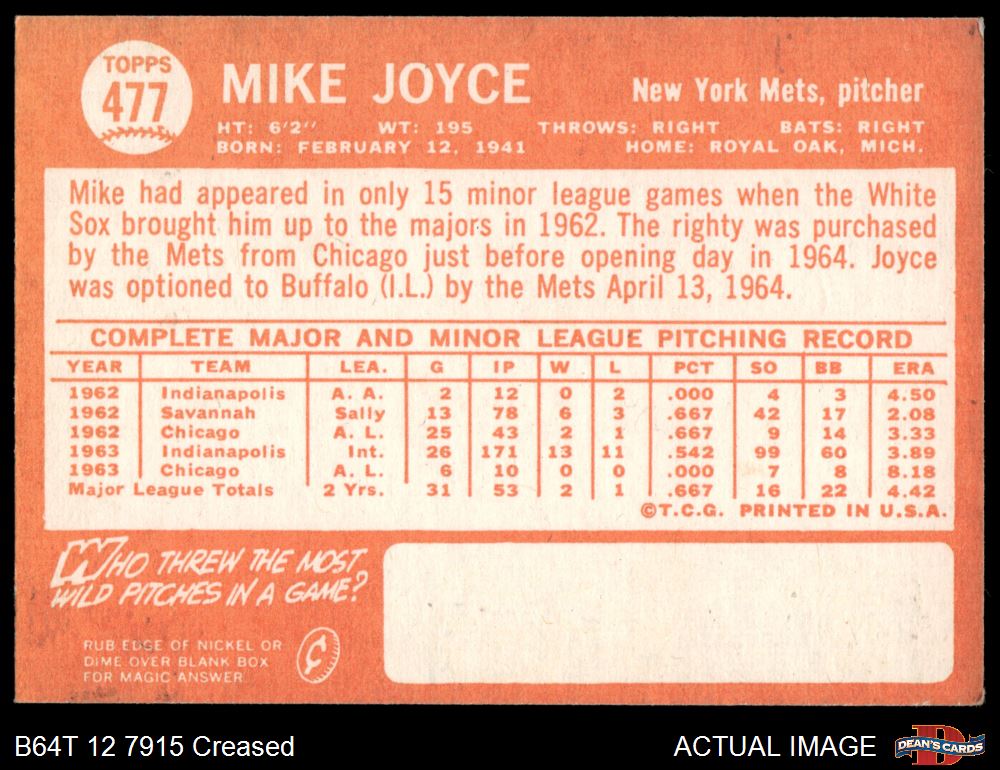 TOPPS
477
MIKE JOYCE
New York Mets, pitcher
HT: 6'2" WT: 195 THROWS: RIGHT BATS: RIGHT
BORN: FEBRUARY 12, 1941 HOME: ROYAL OAK, MICH.
Mike had appeared in only 15 minor league games when the White
Sox brought him up to the majors in 1962. The righty was purchased
by the Mets from Chicago just before opening day in 1964. Joyce
was optioned to Buffalo (I.L.) by the Mets April 13, 1964.
COMPLETE MAJOR AND MINOR LEAGUE PITCHING RECORD
YEAR TEAM LEA. G IP W L PCT SO BB ERA
1962 Indianapolis A. A. 2 12 0 2 .000 4 3 4.50
1962 Savannah Sally 13 78 6 3 .667 42 17 2.08
1962 Chicago A. L. 25 43 2 1 .667 9 14 3.33
1963 Indianapolis Int. 26 171 13 11 .542 99 60 3.89
1963 Chicago A. L. 6 10 0 0 .000 7 8 8.18
Major League Totals 2 Yrs. 31 53 2 1 .667 16 22 4.42
©T.C.G. PRINTED IN U.S.A.
WHO THREW THE MOST
WILD PITCHES IN A GAME?
RUB EDGE OF NICKEL OR
DIME OVER BLANK BOX
FOR MAGIC ANSWER
¢
B64T 12 7915 Creased
ACTUAL IMAGE
D
DEAN'S CARDS